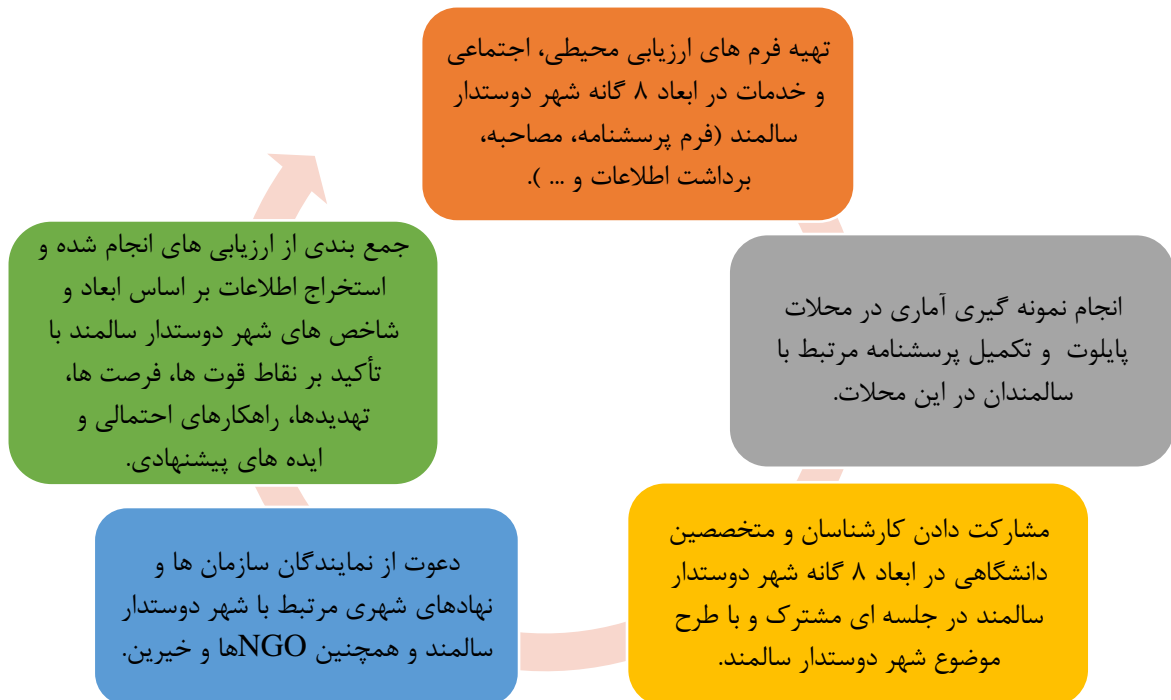 تهیه فرم های ارزیابی محیطی، اجتماعی
و خدمات در ابعاد ۸ گانه شهر دوستدار
سالمند (فرم پرسشنامه، مصاحبه،
برداشت اطلاعات و ... ).
انجام نمونه گیری آماری در محلات
پایلوت و تکمیل پرسشنامه مرتبط با
سالمندان در این محلات.
مشارکت دادن کارشناسان و متخصصین
دانشگاهی در ابعاد ۸ گانه شهر دوستدار
سالمند در جلسه ای مشترک و با طرح
موضوع شهر دوستدار سالمند.
دعوت از نمایندگان سازمان ها و
نهادهای شهری مرتبط با شهر دوستدار
سالمند و همچنین NGOها و خیرین.
جمع بندی از ارزیابی های انجام شده و
استخراج اطلاعات بر اساس ابعاد و
شاخص های شهر دوستدار سالمند با
تأکید بر نقاط قوت ها، فرصت ها،
تهدیدها، راهکارهای احتمالی و
ایده های پیشنهادی.